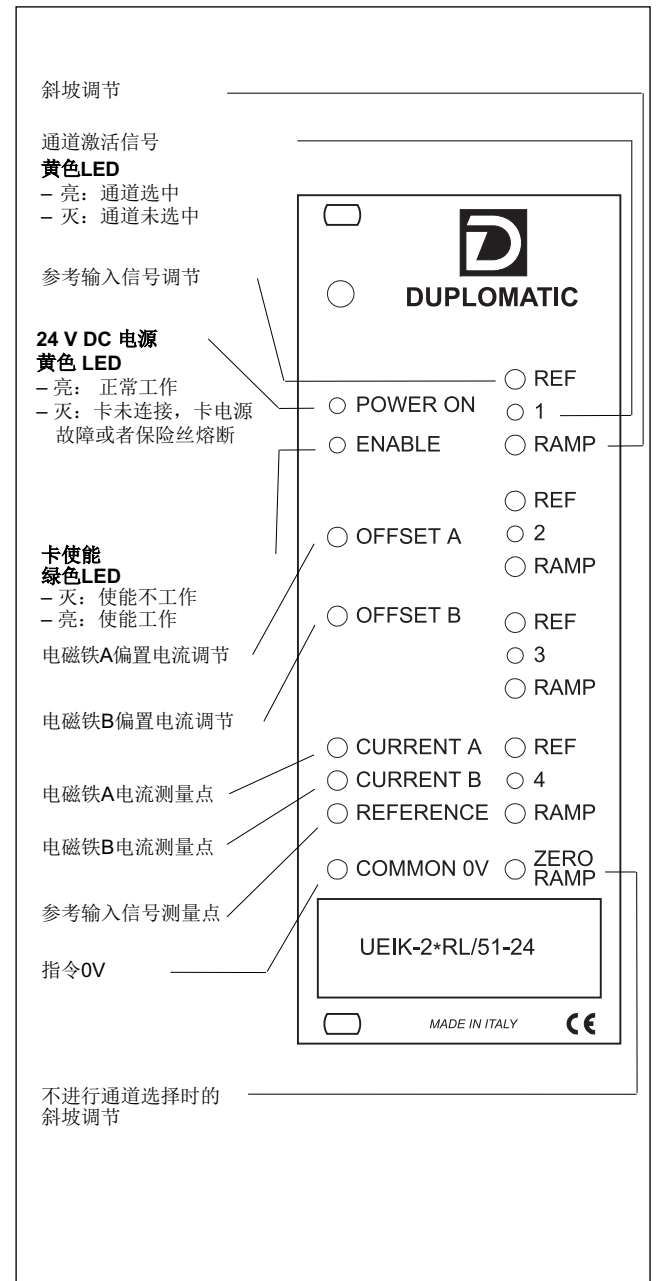 斜坡调节
通道激活信号
黄色LED
– 亮：通道选中
– 灭：通道未选中
参考输入信号调节
24 V DC 电源
黄色 LED
– 亮： 正常工作
– 灭：卡未连接，卡电源
故障或者保险丝熔断
卡使能
绿色LED
– 灭：使能不工作
– 亮：使能工作
电磁铁A偏置电流调节
电磁铁B偏置电流调节
电磁铁A电流测量点
电磁铁B电流测量点
参考输入信号测量点
指令0V
不进行通道选择时的
斜坡调节
D
DUPLOMATIC
POWER ON
ENABLE
OFFSET A
OFFSET B
CURRENT A
CURRENT B
REFERENCE
COMMON 0V
REF
1
RAMP
REF
2
RAMP
REF
3
RAMP
REF
4
RAMP
ZERO
RAMP
UEIK-2*RL/51-24
MADE IN ITALY
CE